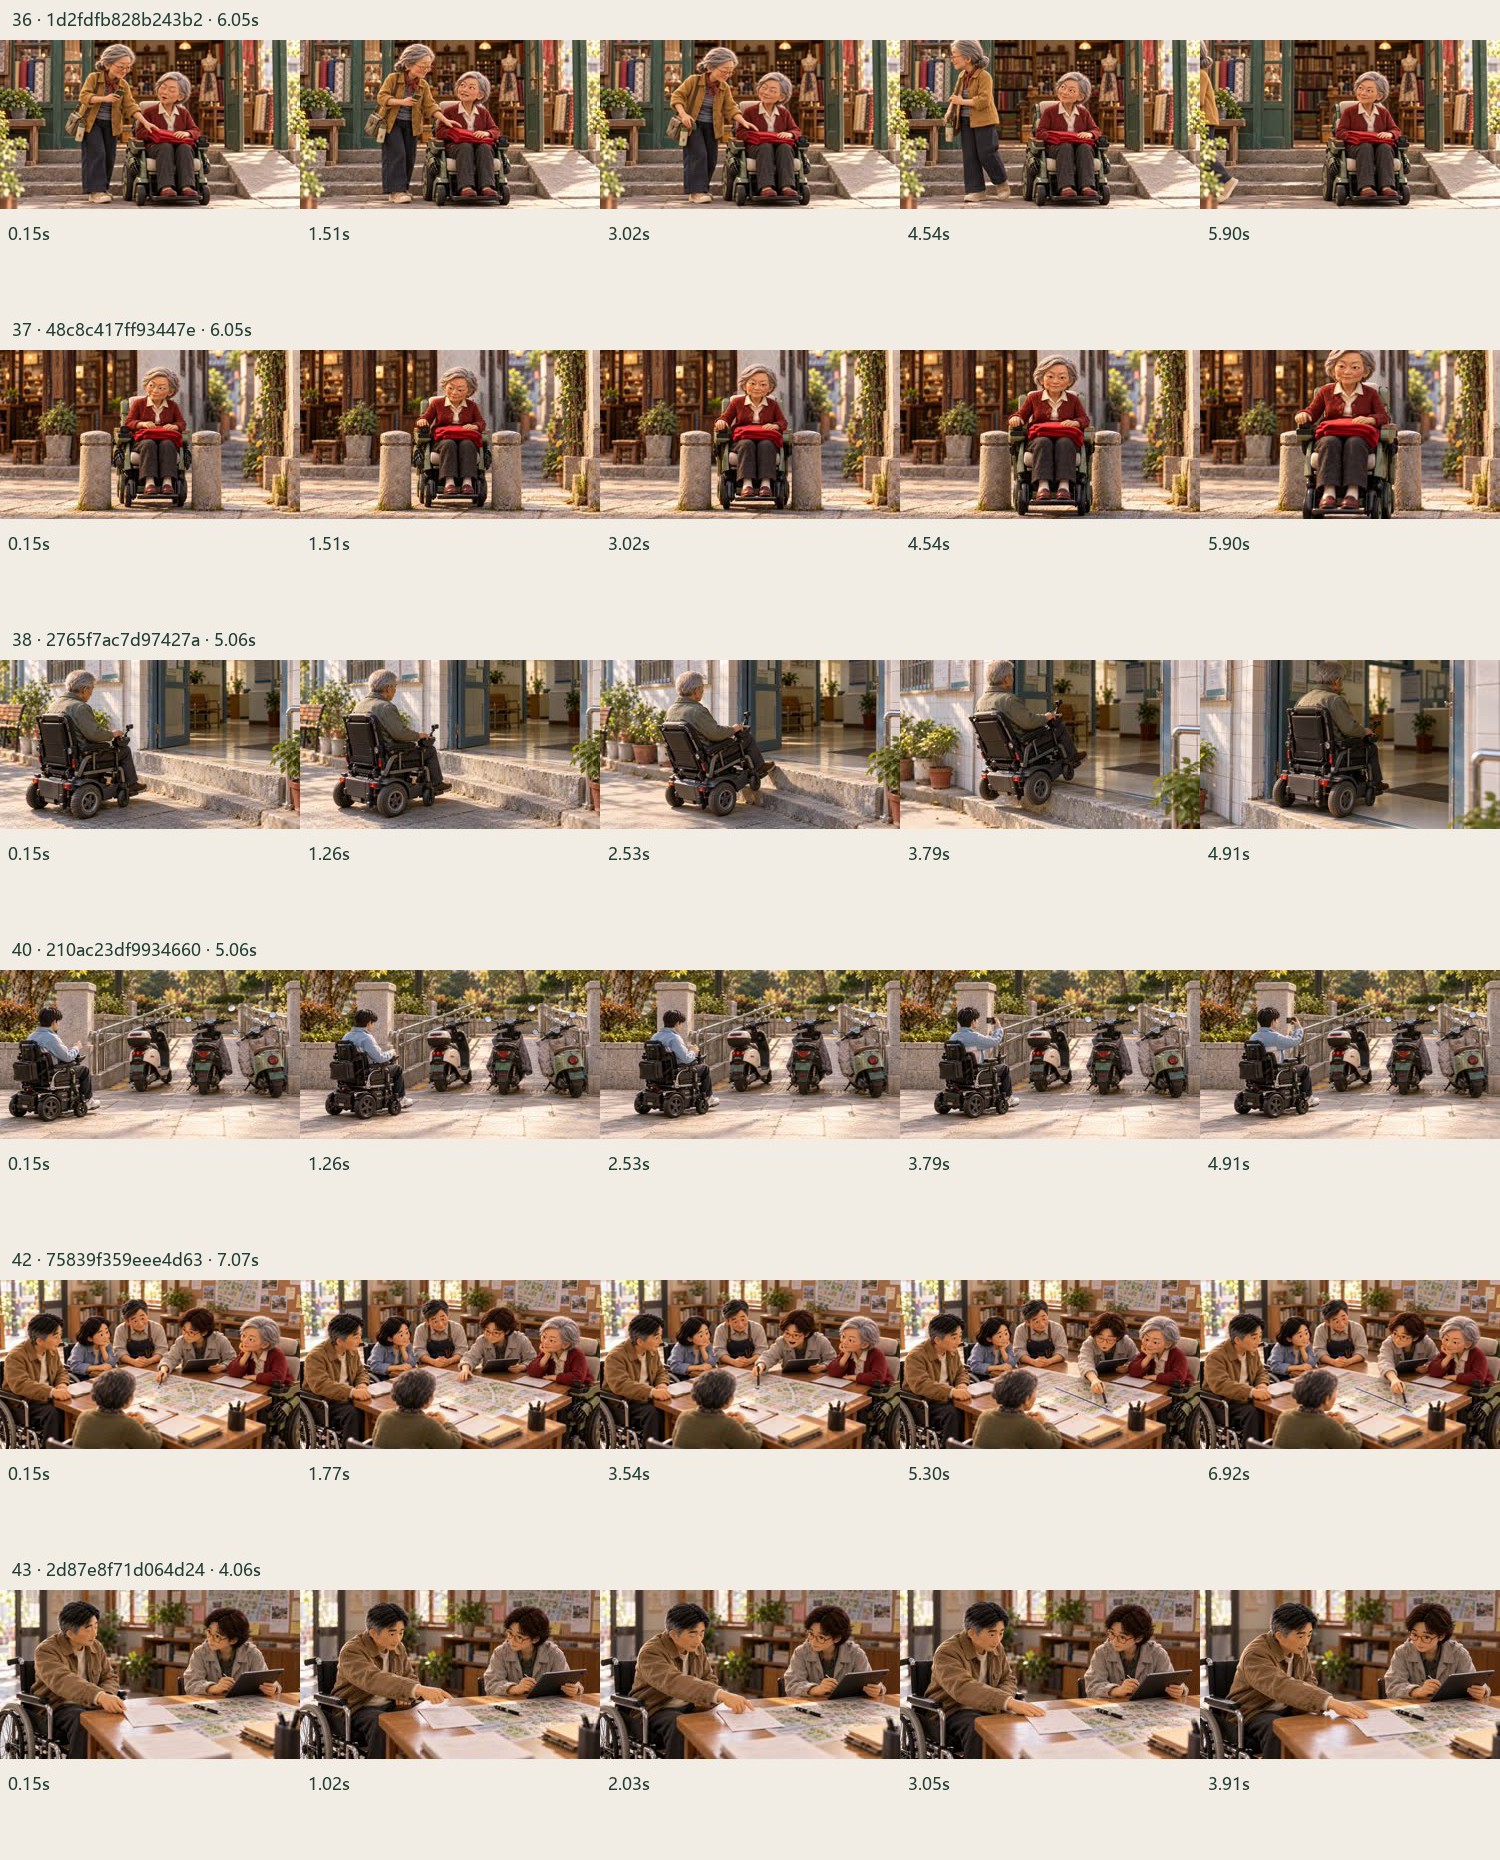 36 · 1d2fdfb828b243b2 · 6.05s
0.15s 1.51s 3.02s 4.54s 5.90s
37 · 48c8c417ff93447e · 6.05s
0.15s 1.51s 3.02s 4.54s 5.90s
38 · 2765f7ac7d97427a · 5.06s
0.15s 1.26s 2.53s 3.79s 4.91s
40 · 210ac23df9934660 · 5.06s
0.15s 1.26s 2.53s 3.79s 4.91s
42 · 75839f359eee4d63 · 7.07s
0.15s 1.77s 3.54s 5.30s 6.92s
43 · 2d87e8f71d064d24 · 4.06s
0.15s 1.02s 2.03s 3.05s 3.91s